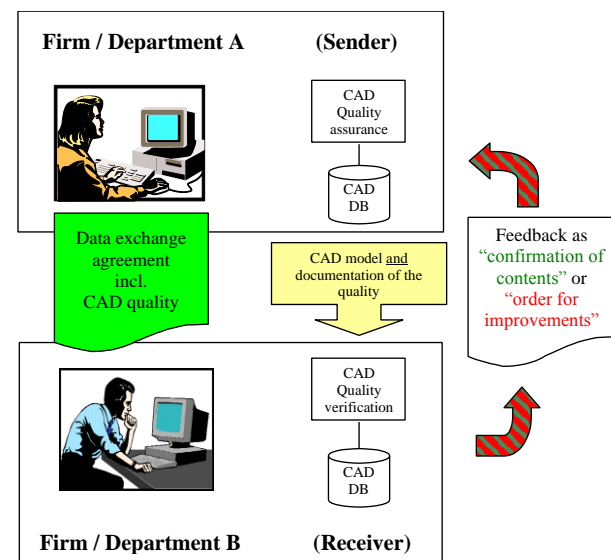 Firm / Department A (Sender)
CAD
Quality
assurance
CAD
DB
Data exchange
agreement
incl.
CAD quality
CAD model and
documentation of the
quality
Feedback as
“confirmation of
contents” or
“order for
improvements”
CAD
Quality
verification
CAD
DB
Firm / Department B (Receiver)